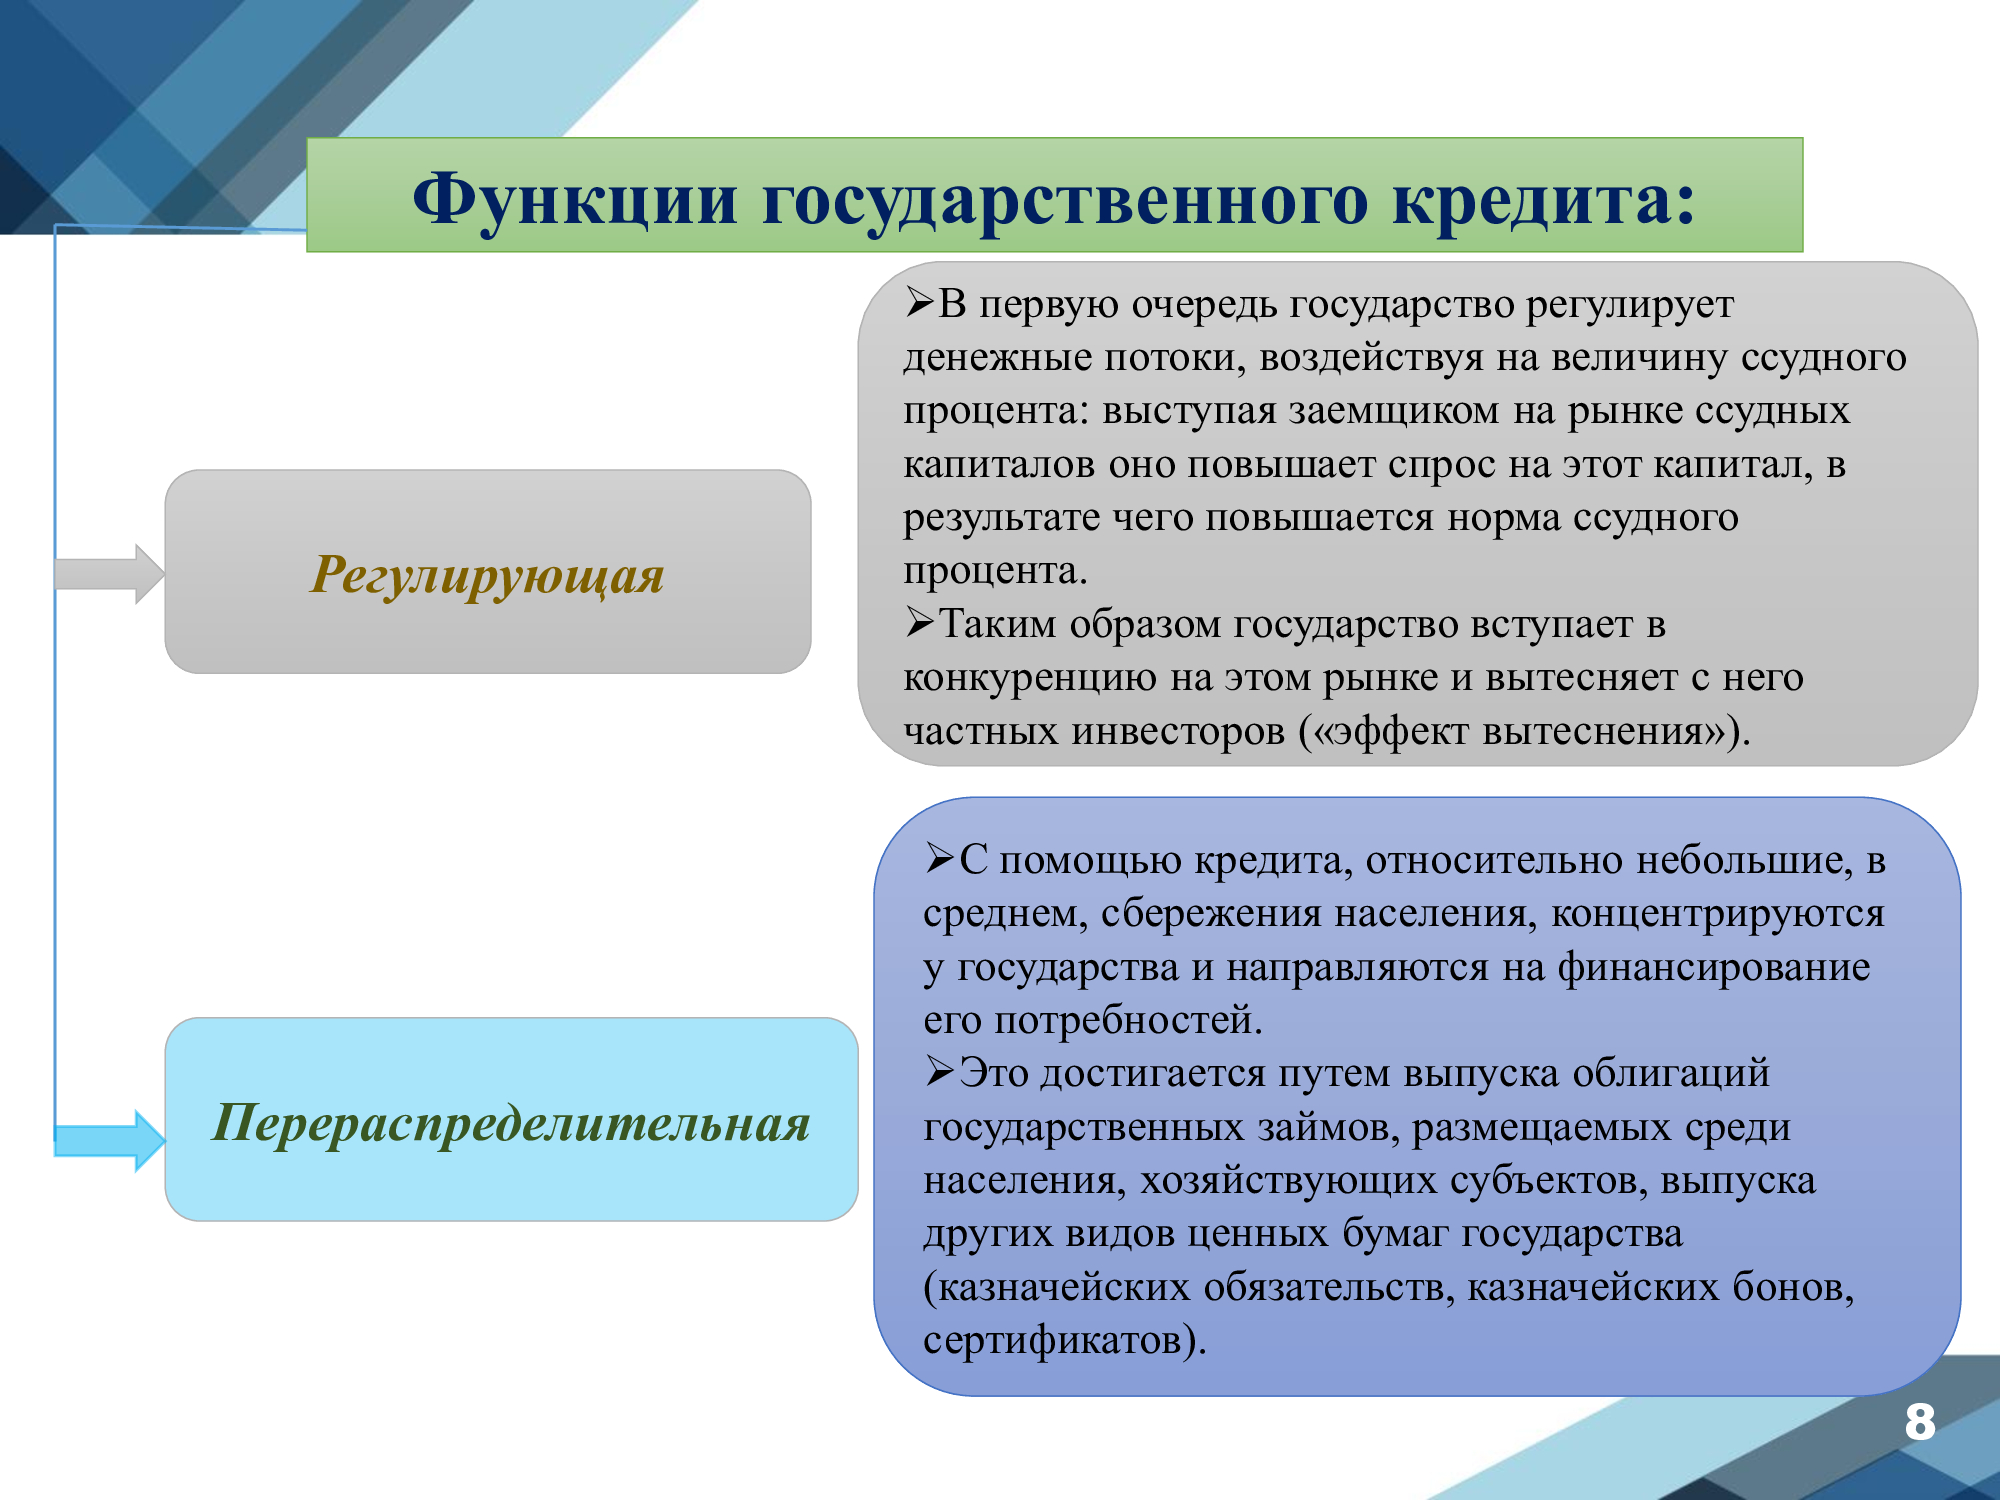 Функции государственного кредита:
➢В первую очередь государство регулирует
денежные потоки, воздействуя на величину ссудного
процента: выступая заемщиком на рынке ссудных
капиталов оно повышает спрос на этот капитал, в
результате чего повышается норма ссудного
процента.
➢Таким образом государство вступает в
конкуренцию на этом рынке и вытесняет с него
частных инвесторов («эффект вытеснения»).
Регулирующая
➢С помощью кредита, относительно небольшие, в
среднем, сбережения населения, концентрируются
у государства и направляются на финансирование
его потребностей.
➢Это достигается путем выпуска облигаций
государственных займов, размещаемых среди
населения, хозяйствующих субъектов, выпуска
других видов ценных бумаг государства
(казначейских обязательств, казначейских бонов,
сертификатов).
Перераспределительная
8